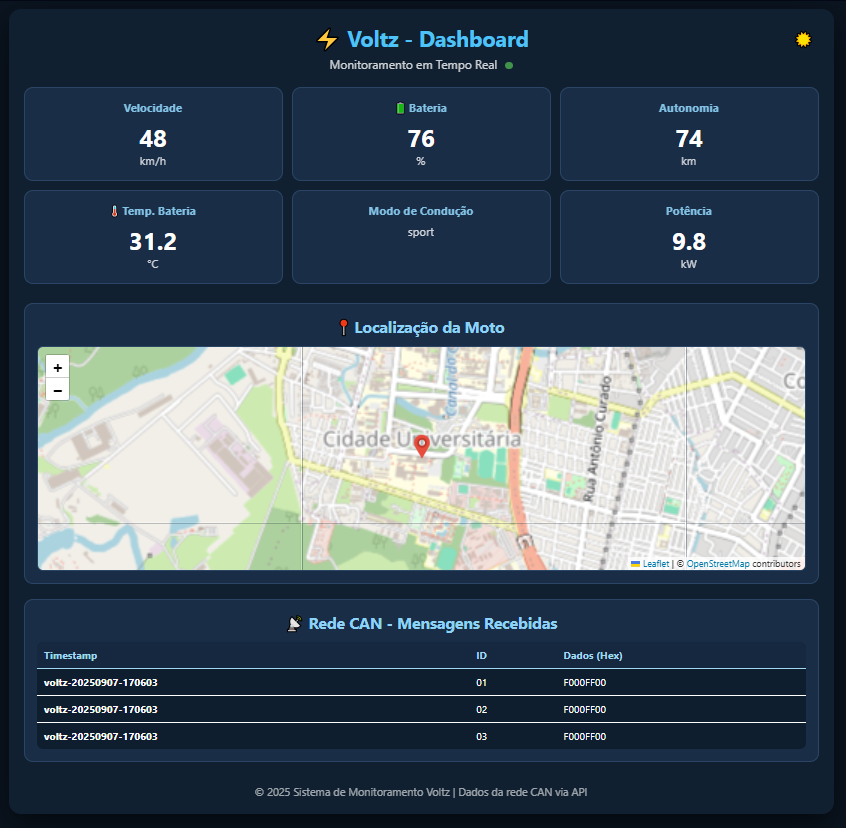 ⚡ Voltz - Dashboard
Monitoramento em Tempo Real
Velocidade
48
km/h
Bateria
76
%
Autonomia
74
km
Temp. Bateria
31.2
°C
Modo de Condução
sport
Potência
9.8
kW
Localização da Moto
+
−
Canal do
Cidade Universitária
Rua Antônio Curado
Co
Leaflet | © OpenStreetMap contributors
Rede CAN - Mensagens Recebidas
Timestamp ID Dados (Hex)
voltz-20250907-170603 01 F000FF00
voltz-20250907-170603 02 F000FF00
voltz-20250907-170603 03 F000FF00
© 2025 Sistema de Monitoramento Voltz | Dados da rede CAN via API